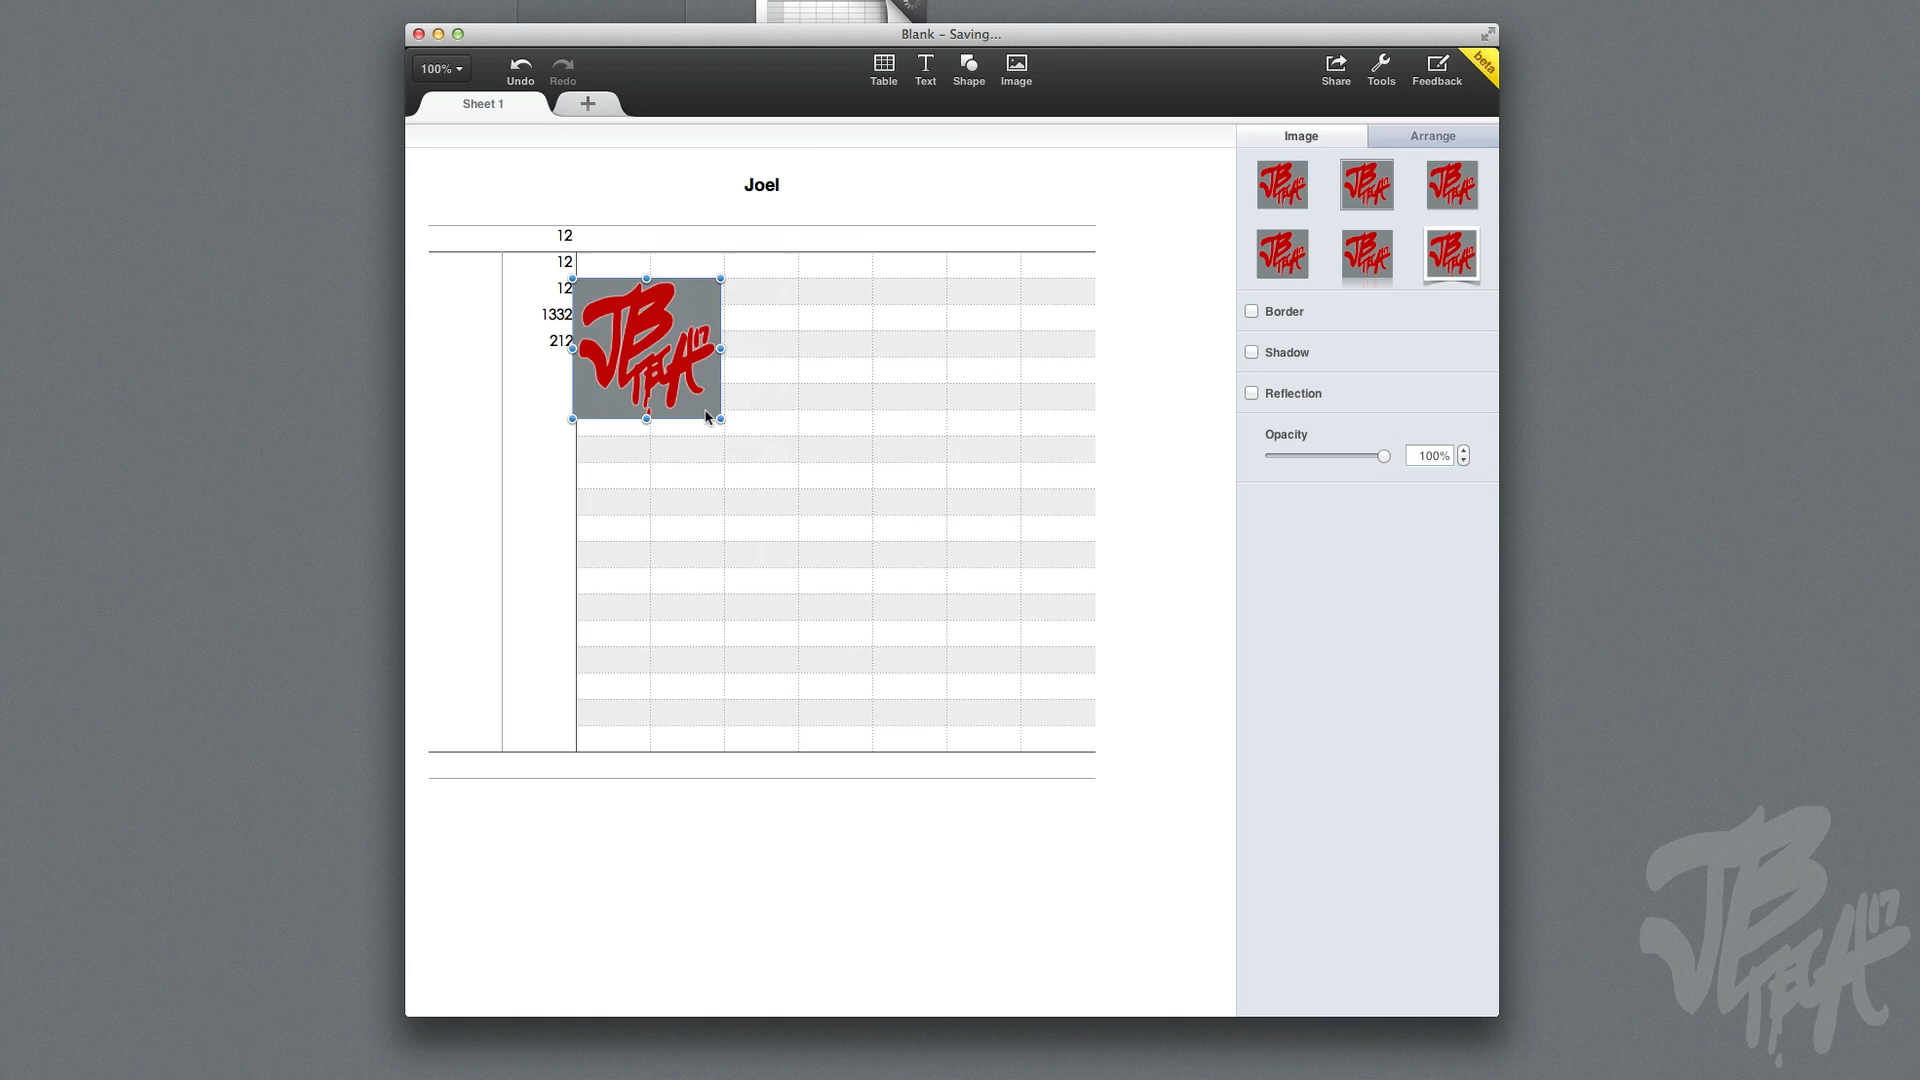 Blank – Saving...
100%
Undo
Redo
Table
Text
Shape
Image
Share
Tools
Feedback
beta
Sheet 1
Image
Arrange
Joel
12
12
12
1332
212
Border
Shadow
Reflection
Opacity
100%